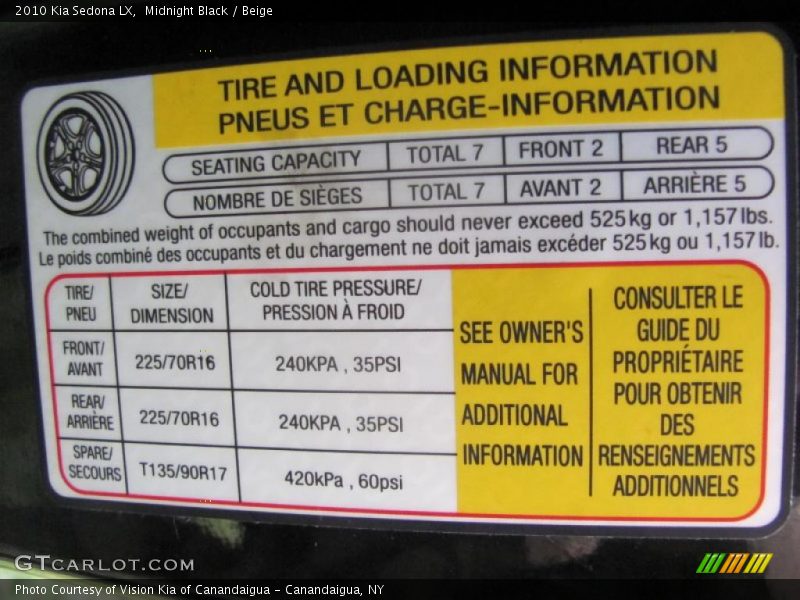 2010 Kia Sedona LX,  Midnight Black / Beige
TIRE AND LOADING INFORMATION
PNEUS ET CHARGE-INFORMATION
SEATING CAPACITY TOTAL 7 FRONT 2 REAR 5
NOMBRE DE SIÈGES TOTAL 7 AVANT 2 ARRIÈRE 5
The combined weight of occupants and cargo should never exceed 525kg or 1,157lbs.
Le poids combiné des occupants et du chargement ne doit jamais excéder 525kg ou 1,157lb.
TIRE/
PNEU
SIZE/
DIMENSION
COLD TIRE PRESSURE/
PRESSION À FROID
FRONT/
AVANT
225/70R16
240KPA , 35PSI
REAR/
ARRIÈRE
225/70R16
240KPA , 35PSI
SPARE/
SECOURS
T135/90R17
420kPa , 60psi
SEE OWNER'S
MANUAL FOR
ADDITIONAL
INFORMATION
CONSULTER LE
GUIDE DU
PROPRIÉTAIRE
POUR OBTENIR
DES
RENSEIGNEMENTS
ADDITIONNELS
GTCARLOT.COM
Photo Courtesy of Vision Kia of Canandaigua - Canandaigua, NY